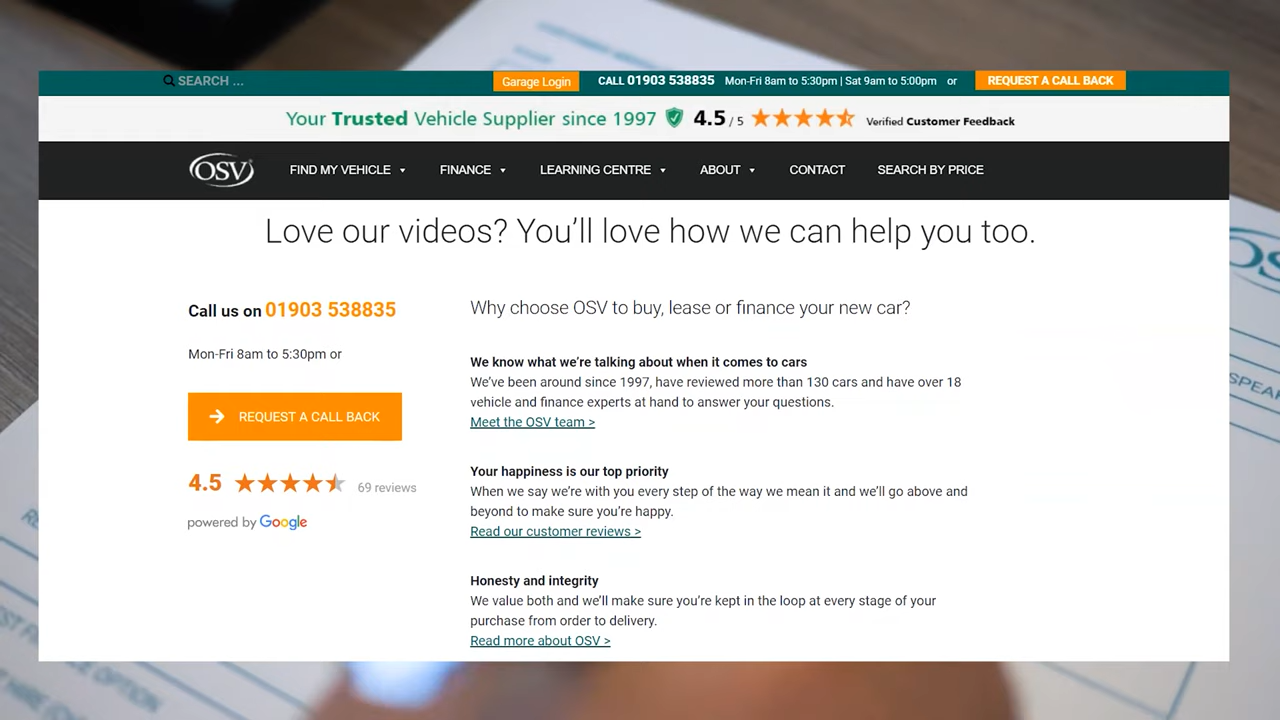 SEARCH ...
Garage Login
CALL 01903 538835 Mon-Fri 8am to 5:30pm | Sat 9am to 5:00pm or
REQUEST A CALL BACK
Your Trusted Vehicle Supplier since 1997 4.5 / 5 Verified Customer Feedback
OSV FIND MY VEHICLE FINANCE LEARNING CENTRE ABOUT CONTACT SEARCH BY PRICE
Love our videos? You’ll love how we can help you too.
Call us on 01903 538835
Mon-Fri 8am to 5:30pm or
REQUEST A CALL BACK
4.5 69 reviews
powered by Google
Why choose OSV to buy, lease or finance your new car?
We know what we’re talking about when it comes to cars
We’ve been around since 1997, have reviewed more than 130 cars and have over 18
vehicle and finance experts at hand to answer your questions.
Meet the OSV team >
Your happiness is our top priority
When we say we’re with you every step of the way we mean it and we’ll go above and
beyond to make sure you’re happy.
Read our customer reviews >
Honesty and integrity
We value both and we’ll make sure you’re kept in the loop at every stage of your
purchase from order to delivery.
Read more about OSV >